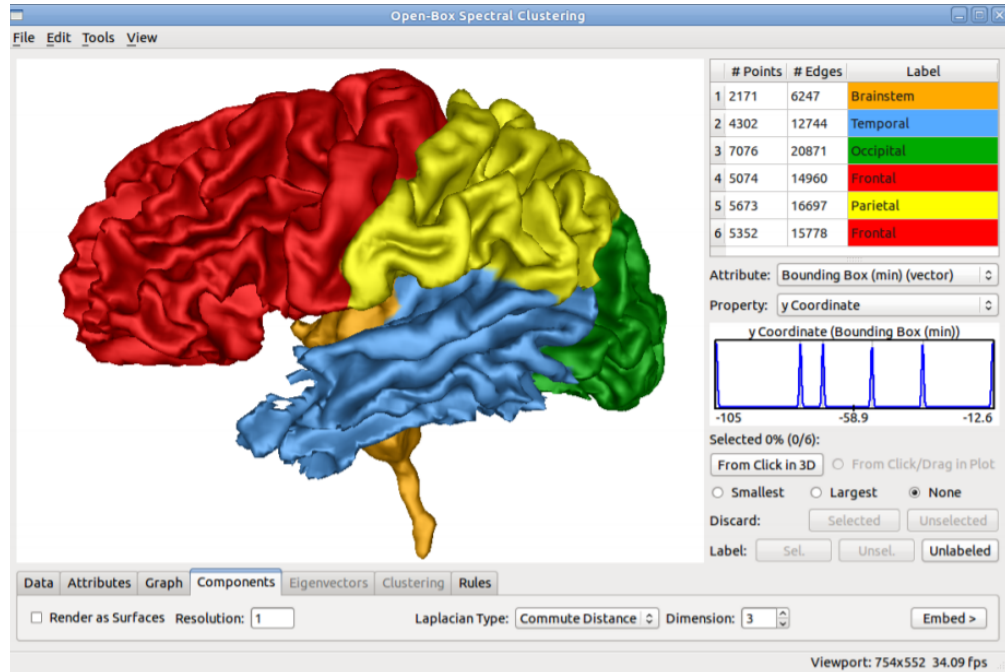 Open-Box Spectral Clustering
File Edit Tools View
# Points # Edges Label
1 2171 6247 Brainstem
2 4302 12744 Temporal
3 7076 20871 Occipital
4 5074 14960 Frontal
5 5673 16697 Parietal
6 5352 15778 Frontal
Attribute: Bounding Box (min) (vector)
Property: y Coordinate
y Coordinate (Bounding Box (min))
-105 -58.9 -12.6
Selected 0% (0/6):
From Click in 3D From Click/Drag in Plot
Smallest Largest None
Discard: Selected Unselected
Label: Sel. Unsel. Unlabeled
Data Attributes Graph Components Eigenvectors Clustering Rules
Render as Surfaces Resolution: 1 Laplacian Type: Commute Distance Dimension: 3 Embed >
Viewport: 754x552 34.09 fps